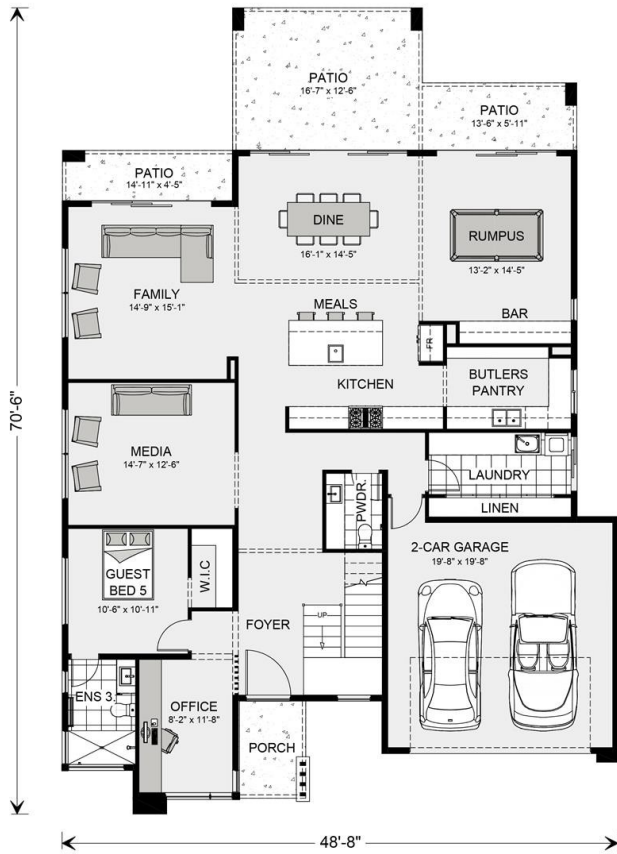 PATIO
16'-7" x 12'-6"
PATIO
13'-6" x 5'-11"
PATIO
14'-11" x 4'-5"
DINE
16'-1" x 14'-5"
RUMPUS
13'-2" x 14'-5"
FAMILY
14'-9" x 15'-1"
MEALS
BAR
FR
KITCHEN
BUTLERS
PANTRY
70'-6"
MEDIA
14'-7" x 12'-6"
LAUNDRY
PWDR.
LINEN
2-CAR GARAGE
19'-8" x 19'-8"
GUEST
BED 5
10'-6" x 10'-11"
W.I.C
UP
FOYER
ENS 3.
OFFICE
8'-2" x 11'-8"
PORCH
48'-8"